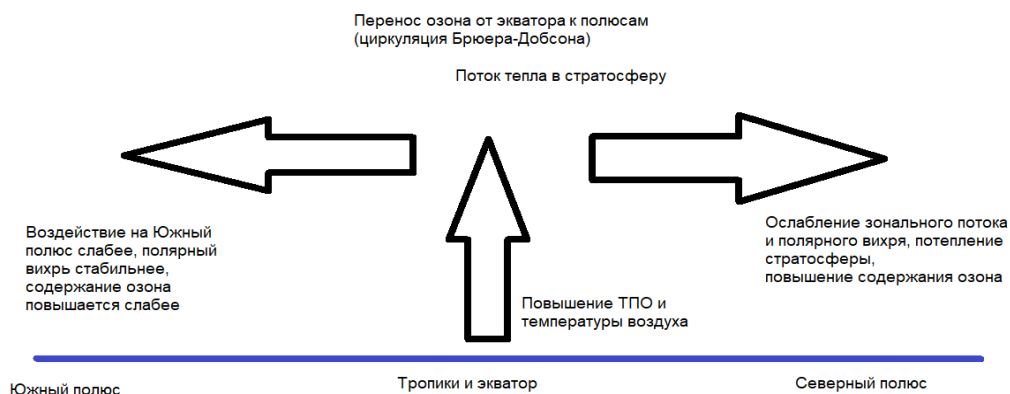 Перенос озона от экватора к полюсам
(циркуляция Брюера-Добсона)
Поток тепла в стратосферу
Воздействие на Южный
полюс слабее, полярный
вихрь стабильнее,
содержание озона
повышается слабее
Ослабление зонального потока
и полярного вихря, потепление
стратосферы,
повышение содержания озона
Повышение ТПО и
температуры воздуха
Южный полюс
Тропики и экватор
Северный полюс